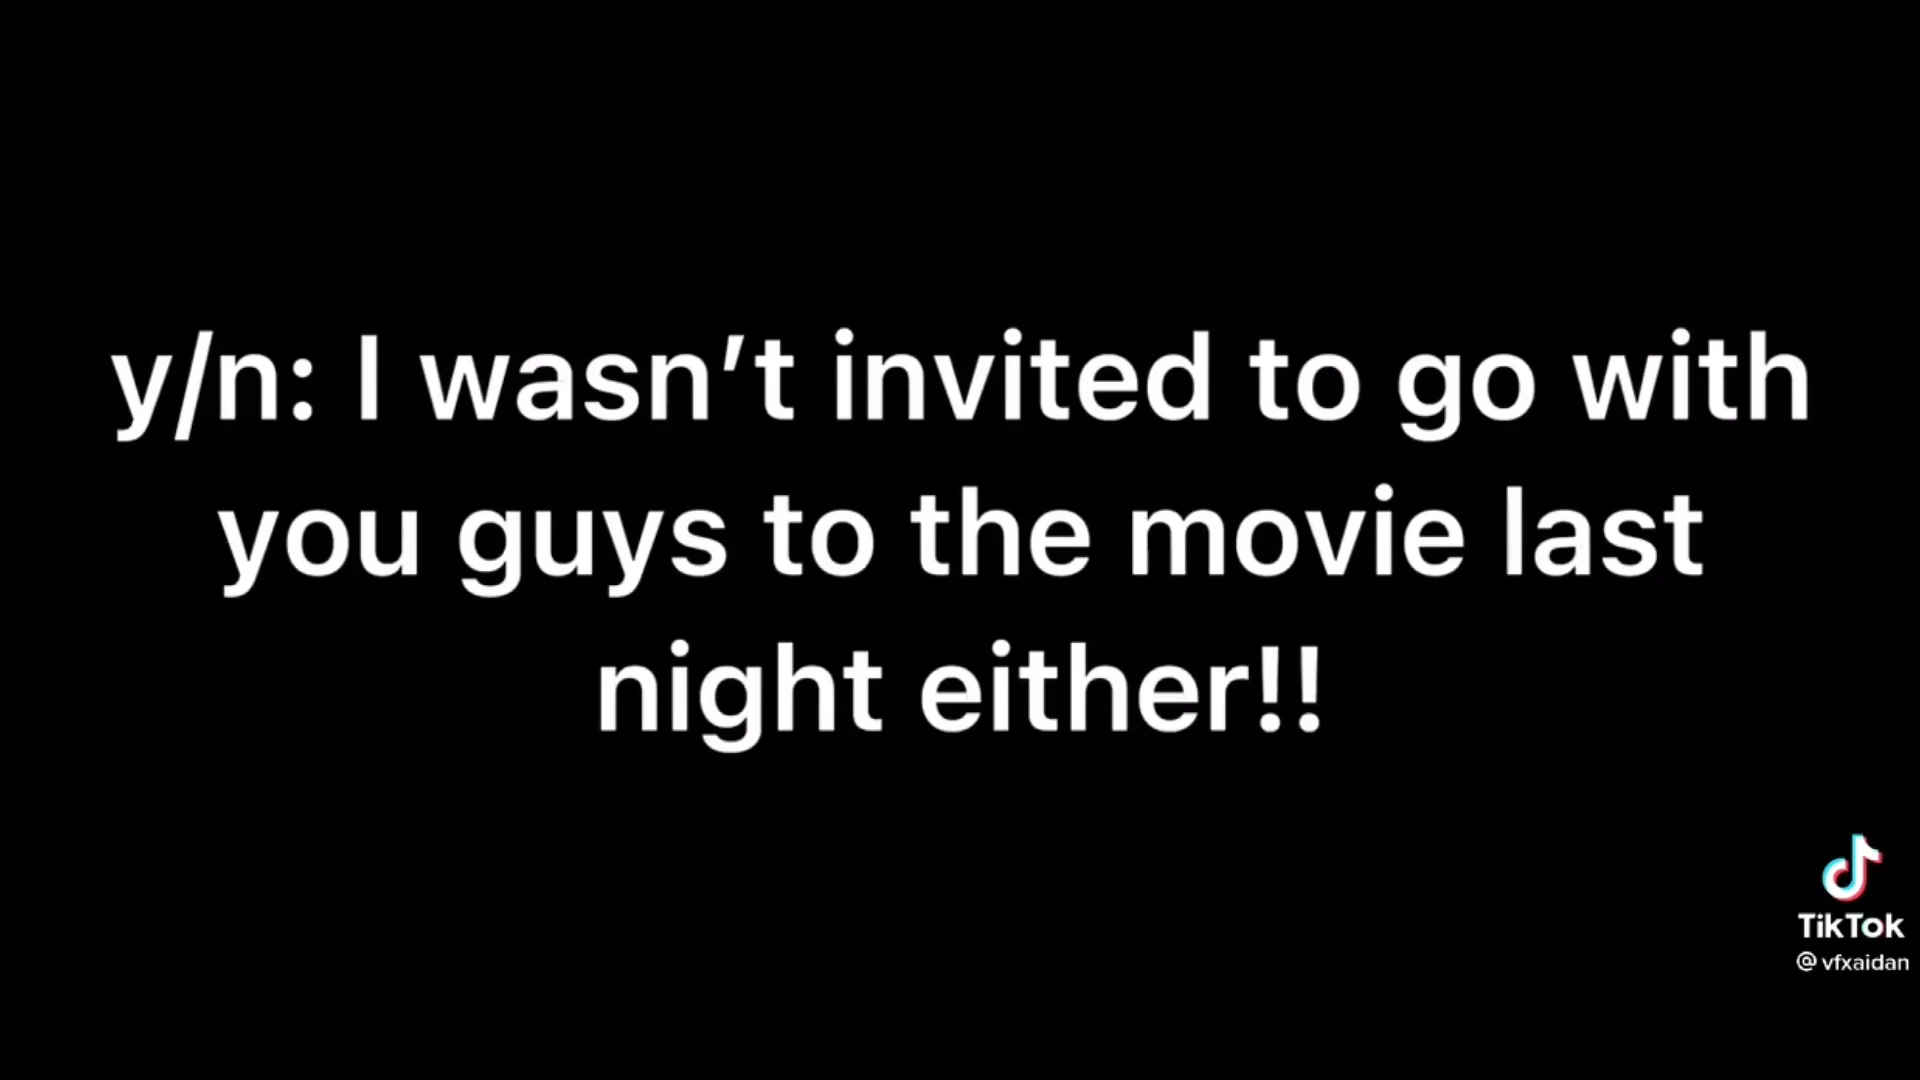 y/n: I wasn’t invited to go with
you guys to the movie last
night either!!
TikTok
@vfxaidan